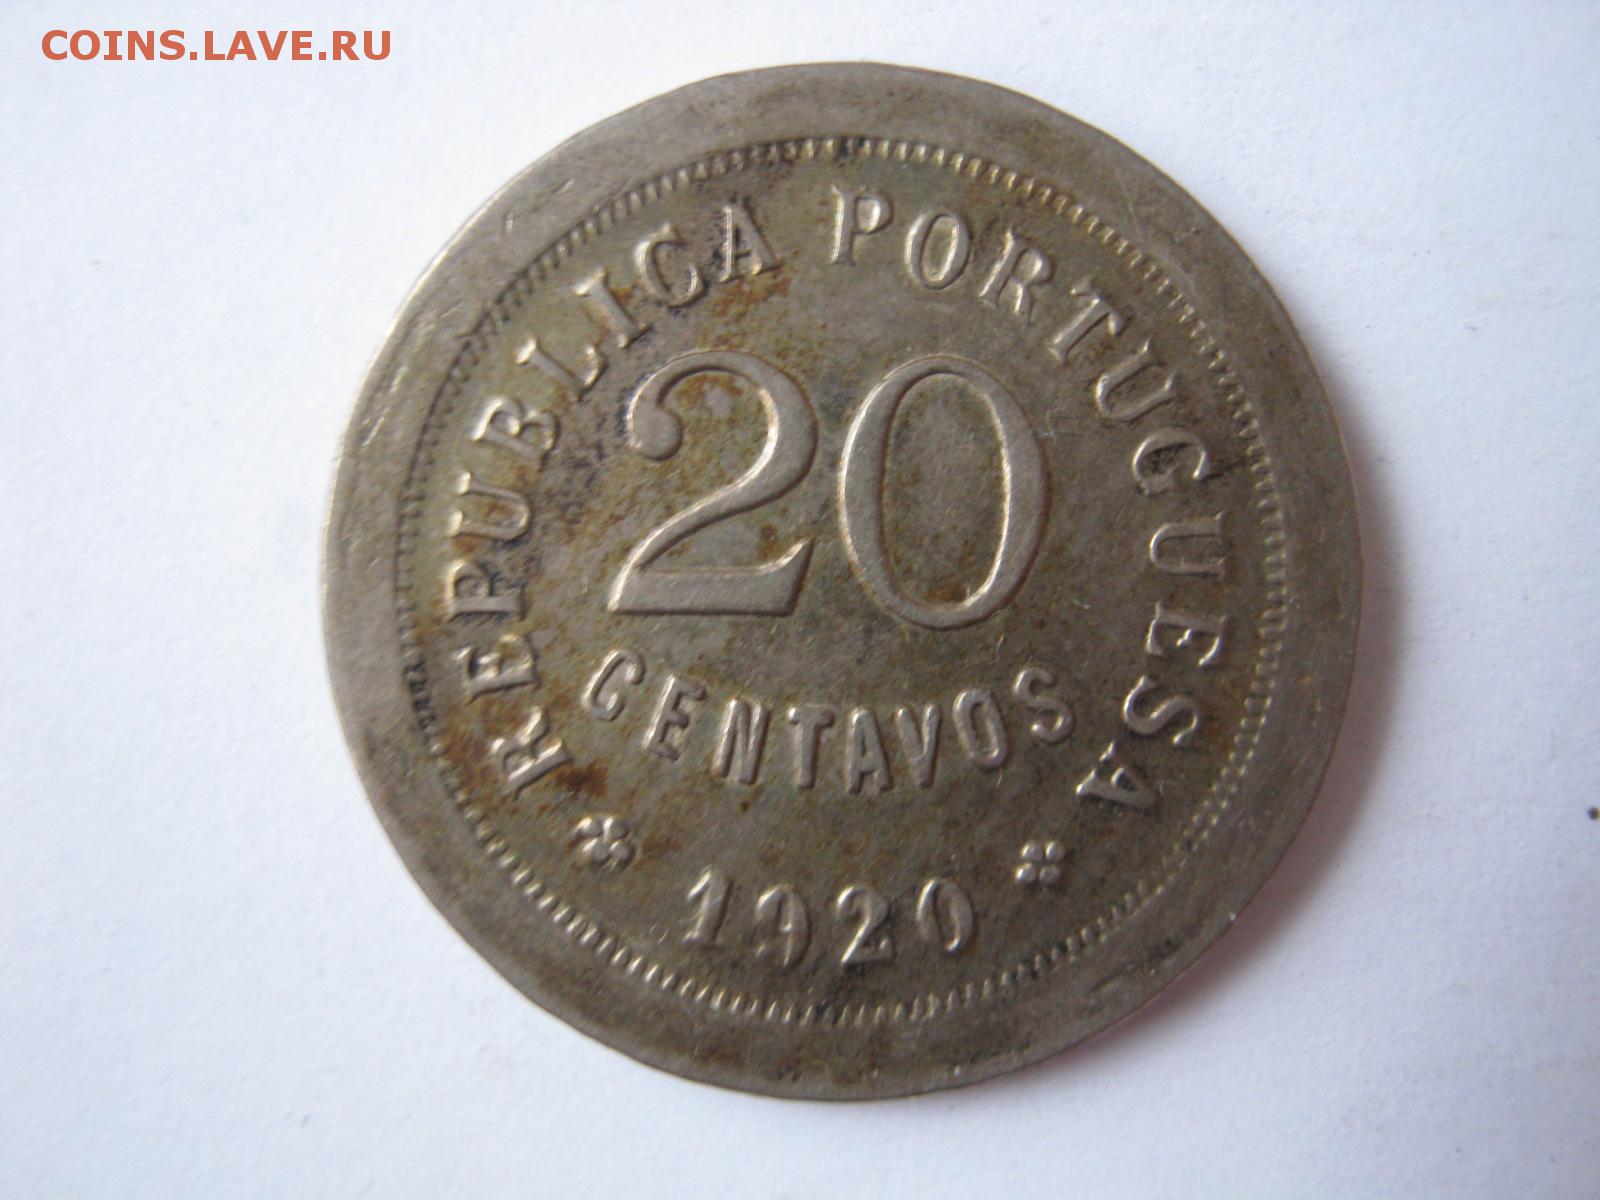 COINS.LAVE.RU
REPUBLICA PORTUGUESA
20
CENTAVOS
1920